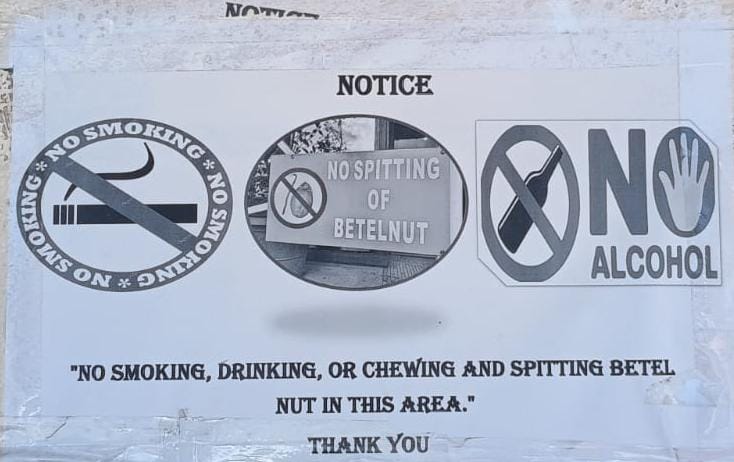 NOTICE
NOTICE
NO SMOKING * NO SMOKING * NO SMOKING *
NO SPITTING
OF
BETELNUT
NO
ALCOHOL
"NO SMOKING, DRINKING, OR CHEWING AND SPITTING BETEL
NUT IN THIS AREA."
THANK YOU